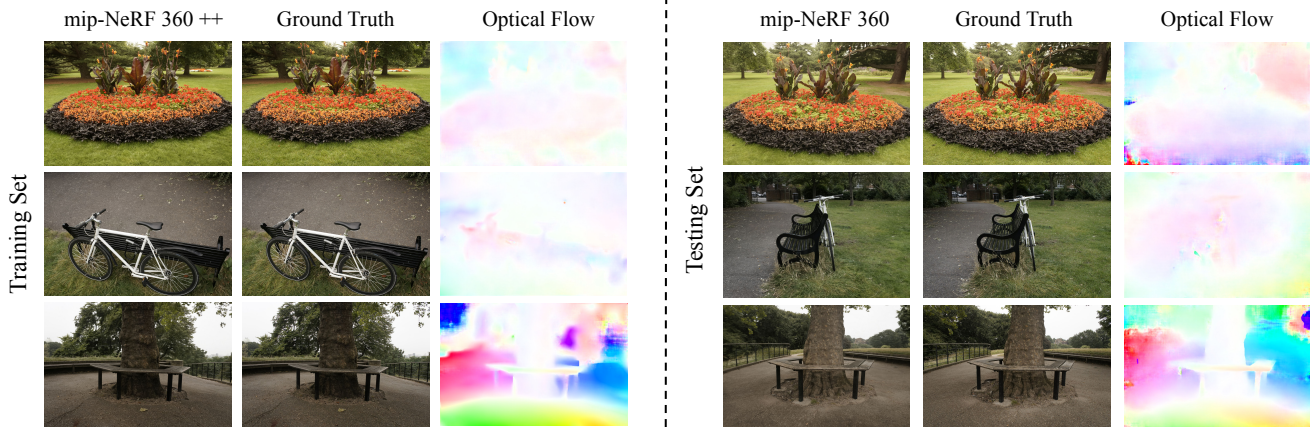 mip-NeRF 360 ++ Ground Truth Optical Flow
Training Set
mip-NeRF 360 Ground Truth Optical Flow
Testing Set